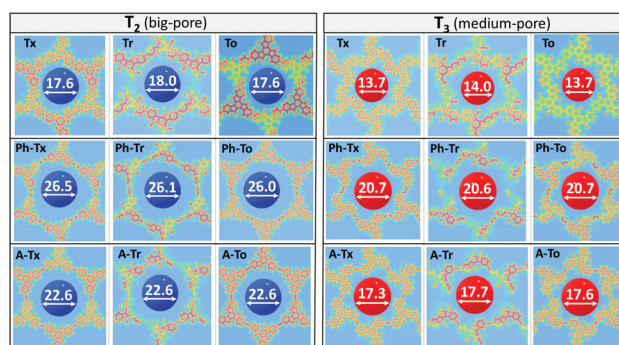 T₂ (big-pore)
T₃ (medium-pore)
Tx Tr To Tx Tr To
17.6 18.0 17.6 13.7 14.0 13.7
Ph-Tx Ph-Tr Ph-To Ph-Tx Ph-Tr Ph-To
26.5 26.1 26.0 20.7 20.6 20.7
A-Tx A-Tr A-To A-Tx A-Tr A-To
22.6 22.6 22.6 17.3 17.7 17.6